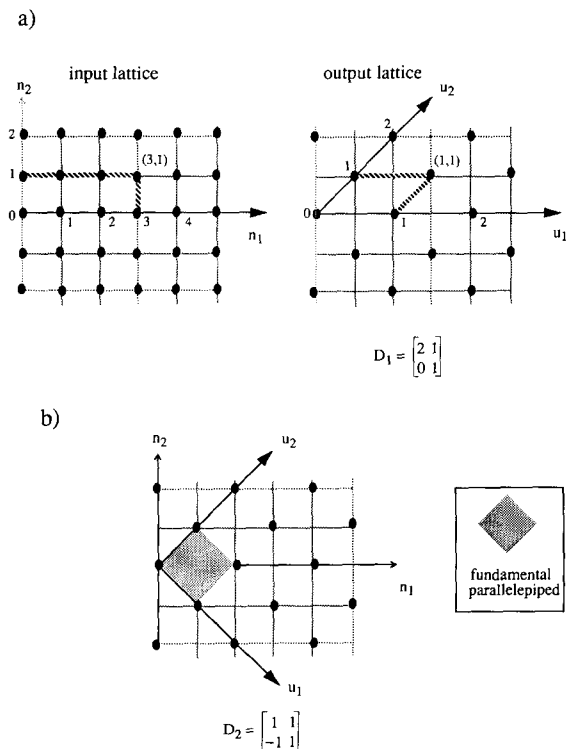 a)
input lattice
output lattice
n2
u2
2
2
(3,1)
(1,1)
1
1
0
0
1
2
3
4
1
2
n1
u1
D1 = [2 1
0 1]
b)
n2
u2
n1
u1
fundamental
parallelepiped
D2 = [1 1
-1 1]